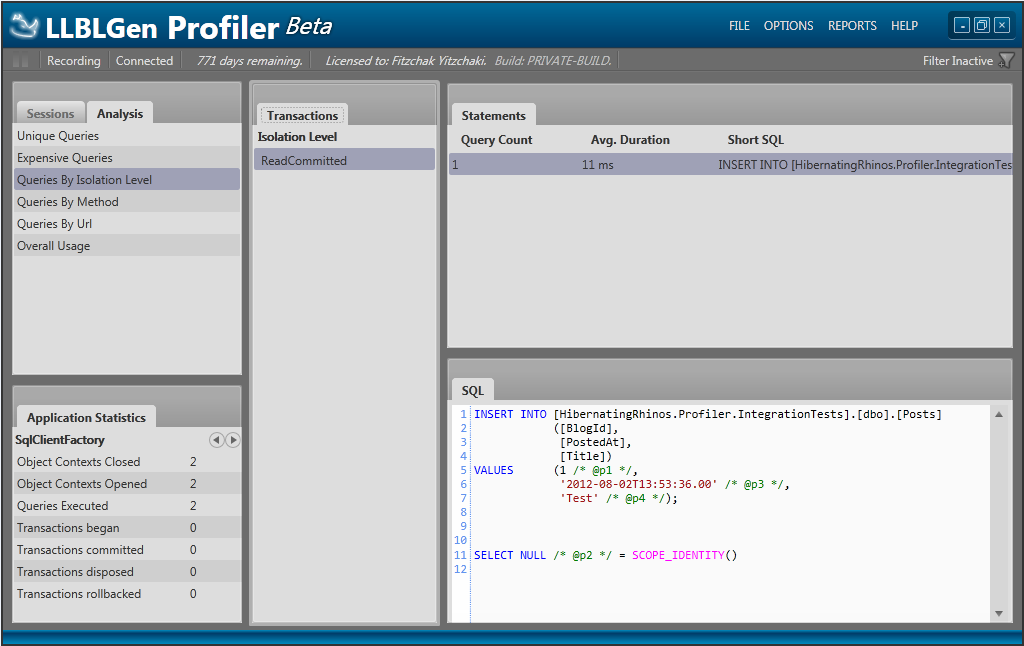 LLBLGen Profiler Beta
FILE OPTIONS REPORTS HELP
Recording Connected 771 days remaining. Licensed to: Fitzchak Yitzchaki. Build: PRIVATE-BUILD. Filter Inactive
Sessions Analysis
Unique Queries
Expensive Queries
Queries By Isolation Level
Queries By Method
Queries By Url
Overall Usage
Application Statistics
SqlClientFactory
Object Contexts Closed 2
Object Contexts Opened 2
Queries Executed 2
Transactions began 0
Transactions committed 0
Transactions disposed 0
Transactions rollbacked 0
Transactions
Isolation Level
ReadCommitted
Statements
Query Count Avg. Duration Short SQL
1 11 ms INSERT INTO [HibernatingRhinos.Profiler.IntegrationTes
SQL
1 INSERT INTO [HibernatingRhinos.Profiler.IntegrationTests].[dbo].[Posts]
2 ([BlogId],
3 [PostedAt],
4 [Title])
5 VALUES (1 /* @p1 */,
6 '2012-08-02T13:53:36.00' /* @p3 */,
7 'Test' /* @p4 */);
8
9
10
11 SELECT NULL /* @p2 */ = SCOPE_IDENTITY()
12